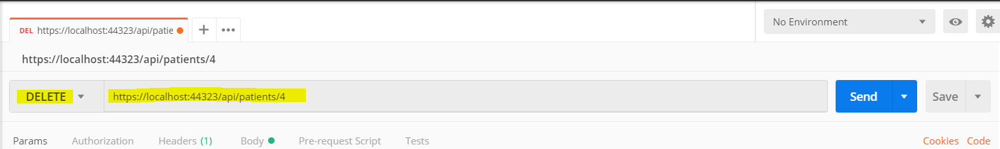 DEL https://localhost:44323/api/patie
No Environment
https://localhost:44323/api/patients/4
DELETE https://localhost:44323/api/patients/4 Send Save
Params Authorization Headers (1) Body Pre-request Script Tests Cookies Code